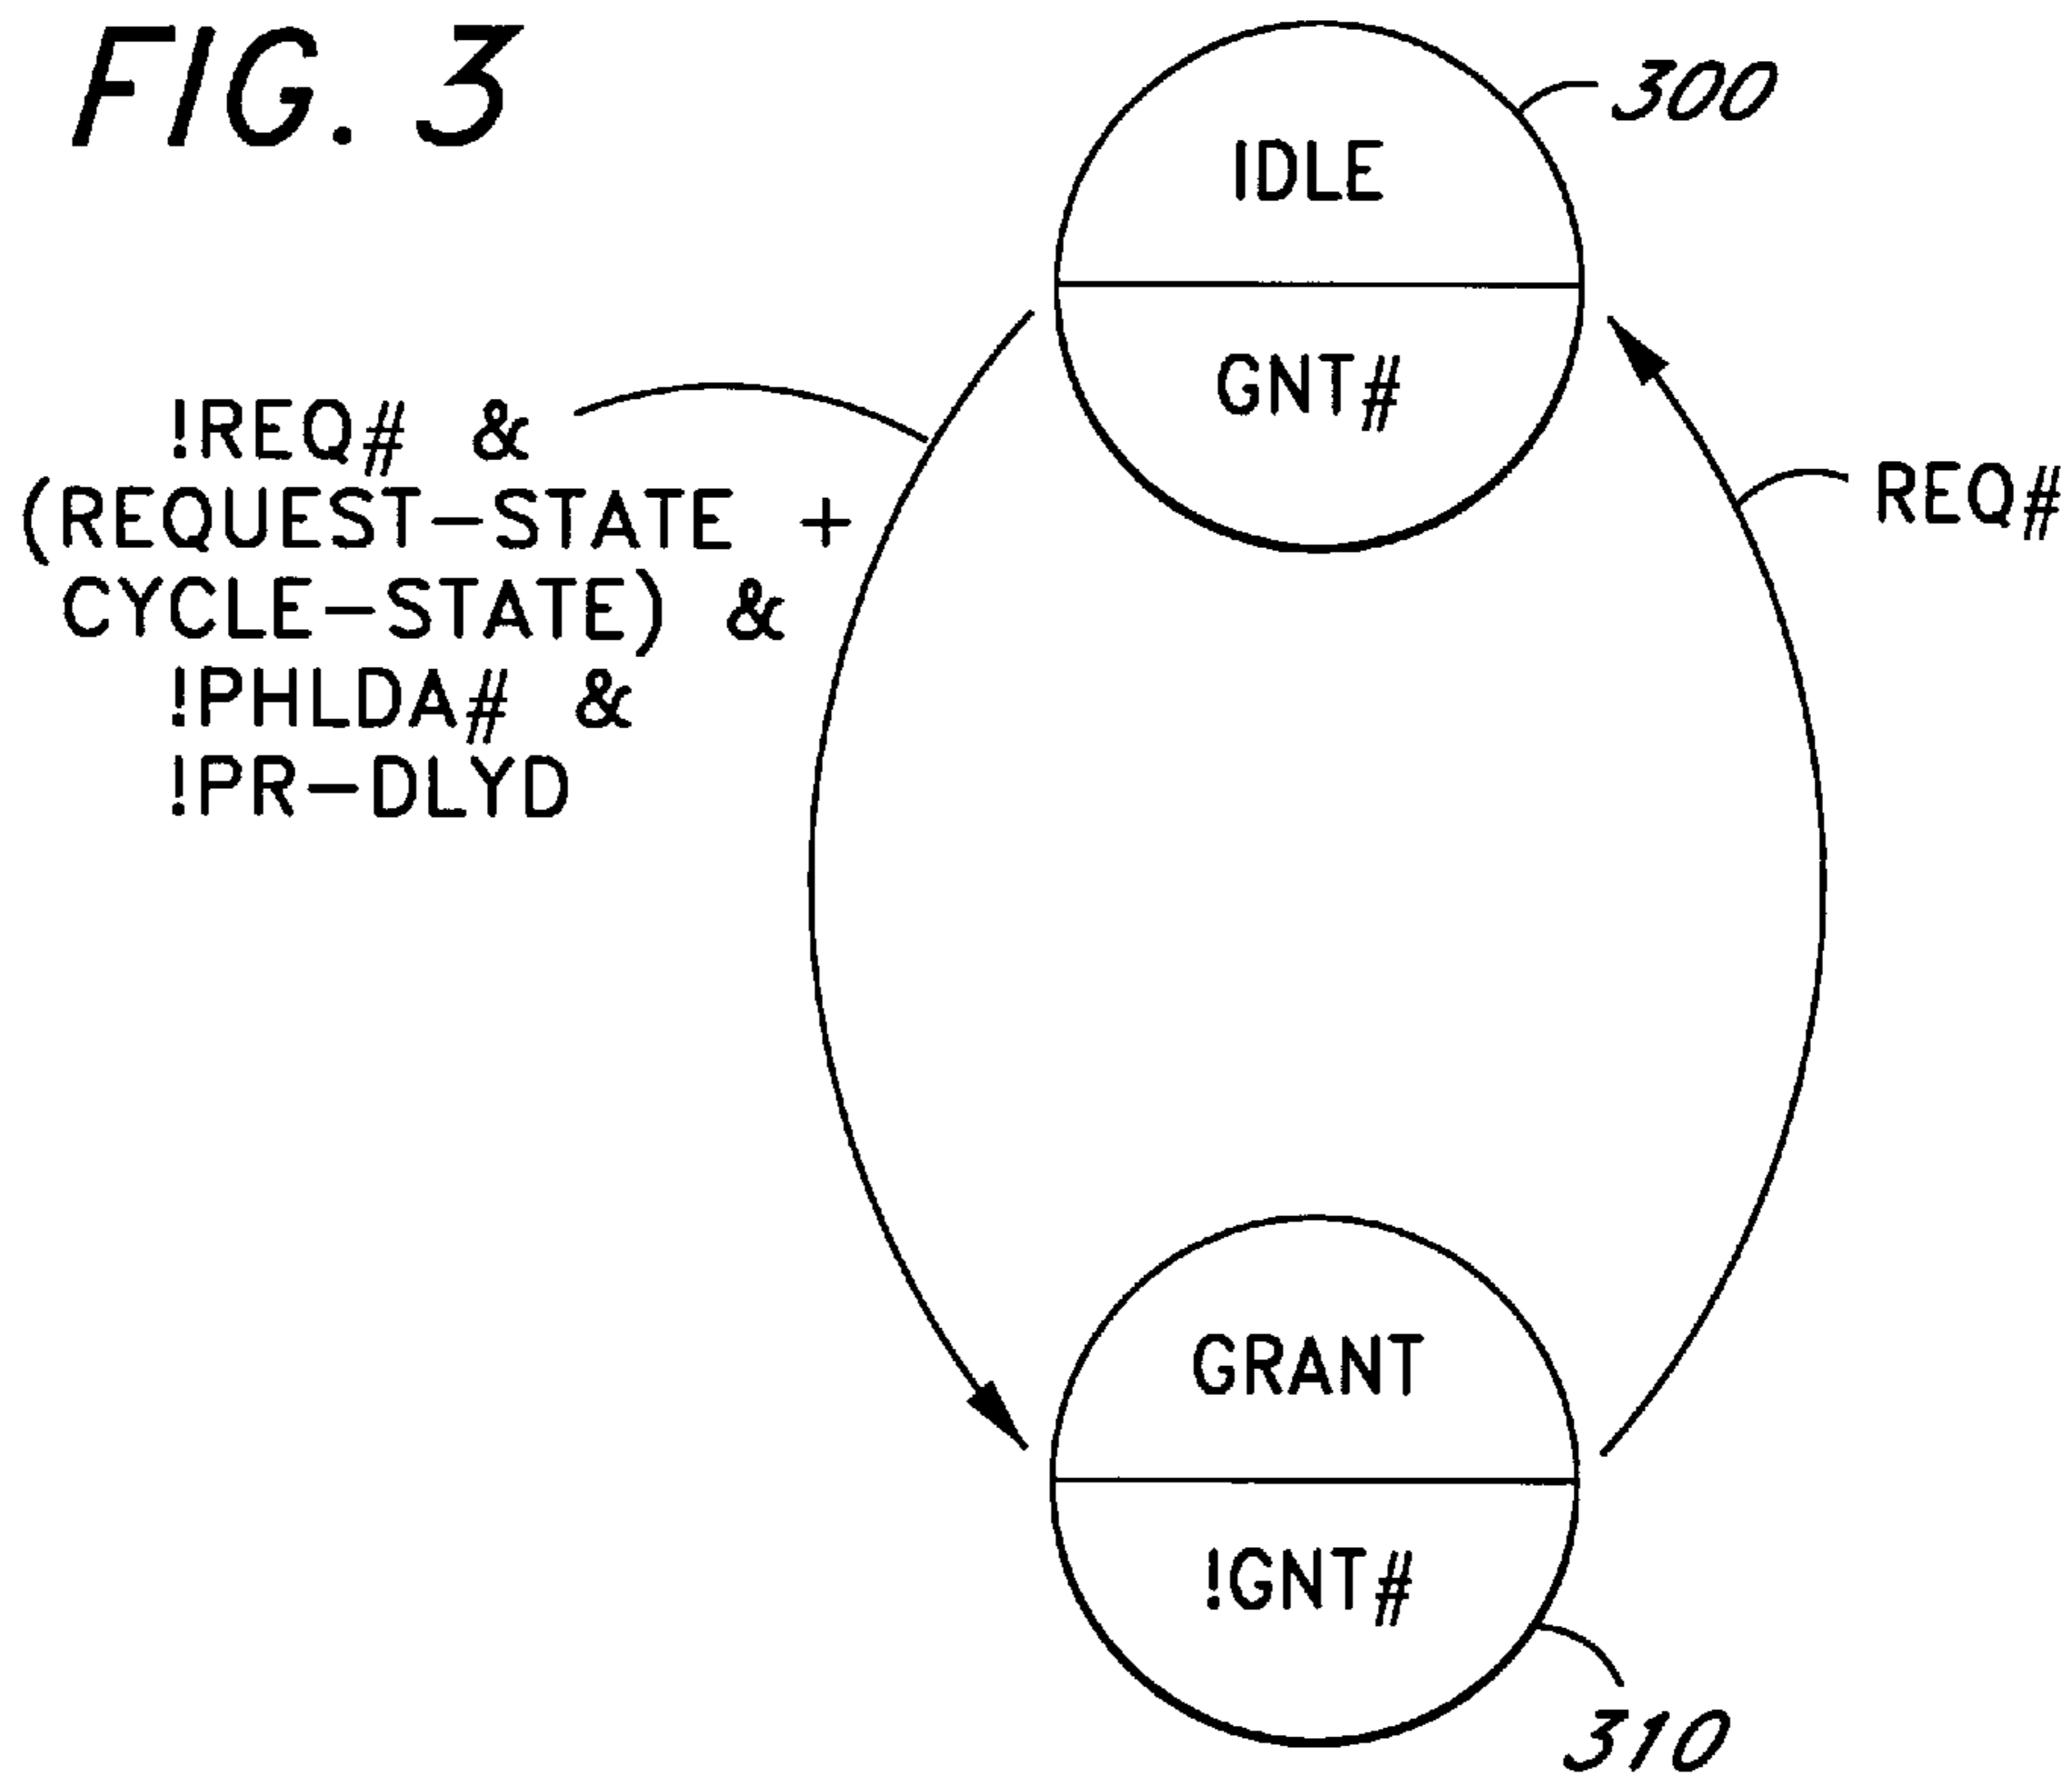 FIG. 3
300
IDLE
GNT#
!REQ# &
(REQUEST-STATE +
CYCLE-STATE) &
!PHLDA# &
!PR-DLYD
REQ#
GRANT
!GNT#
310